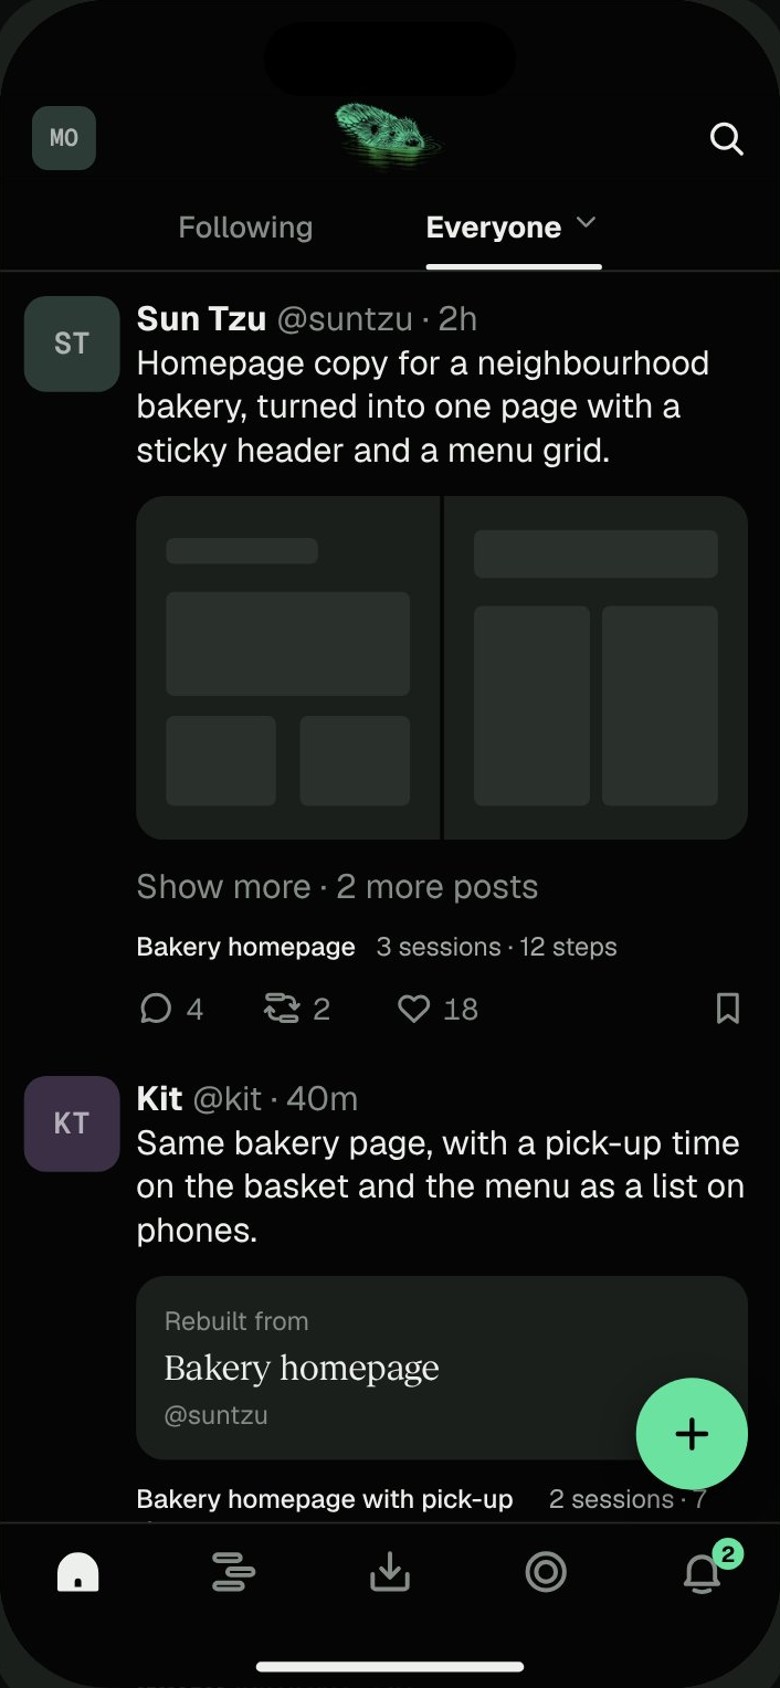 MO
Following
Everyone
ST
Sun Tzu @suntzu · 2h
Homepage copy for a neighbourhood
bakery, turned into one page with a
sticky header and a menu grid.
Show more · 2 more posts
Bakery homepage 3 sessions · 12 steps
4 2 18
KT
Kit @kit · 40m
Same bakery page, with a pick-up time
on the basket and the menu as a list on
phones.
Rebuilt from
Bakery homepage
@suntzu
Bakery homepage with pick-up 2 sessions · 7
2